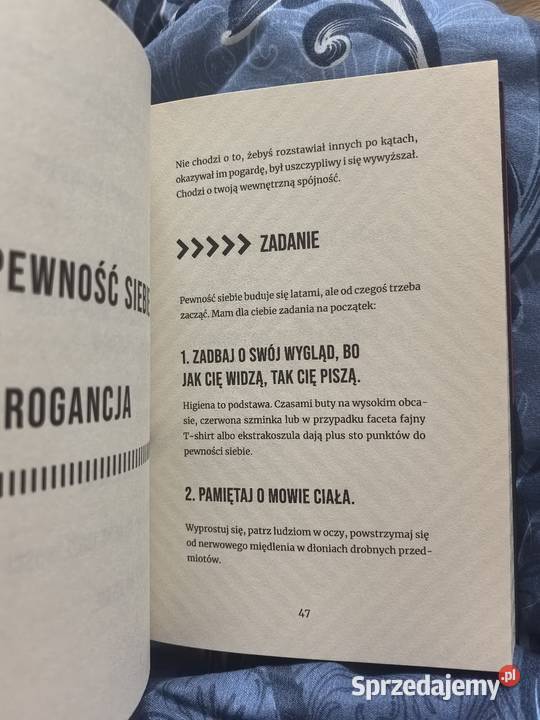 PEWNOŚĆ SIEBIE
ROGANCJA
Nie chodzi o to, żebyś rozstawiał innych po kątach,
okazywał im pogardę, był uszczypliwy i się wywyższał.
Chodzi o twoją wewnętrzną spójność.
>>>>> ZADANIE
Pewność siebie buduje się latami, ale od czegoś trzeba
zacząć. Mam dla ciebie zadania na początek:
1. ZADBAJ O SWÓJ WYGLĄD, BO
JAK CIĘ WIDZĄ, TAK CIĘ PISZĄ.
Higiena to podstawa. Czasami buty na wysokim obca-
sie, czerwona szminka lub w przypadku faceta fajny
T-shirt albo ekstrakoszula dają plus sto punktów do
pewności siebie.
2. PAMIĘTAJ O MOWIE CIAŁA.
Wyprostuj się, patrz ludziom w oczy, powstrzymaj się
od nerwowego międlenia w dłoniach drobnych przed-
miotów.
47
Sprzedajemy.pl